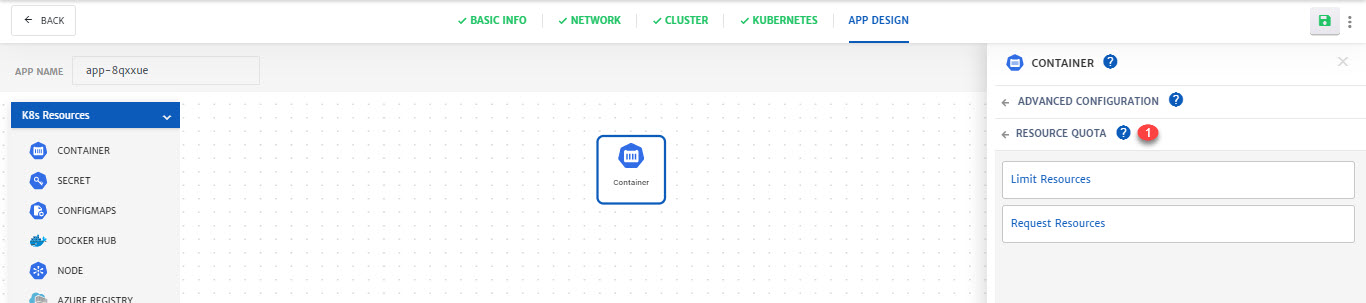 BACK
BASIC INFO
NETWORK
CLUSTER
KUBERNETES
APP DESIGN
APP NAME
app-8qxxue
K8s Resources
CONTAINER
SECRET
CONFIGMAPS
DOCKER HUB
NODE
AZURE REGISTRY
Container
CONTAINER ?
ADVANCED CONFIGURATION ?
RESOURCE QUOTA ? 1
Limit Resources
Request Resources